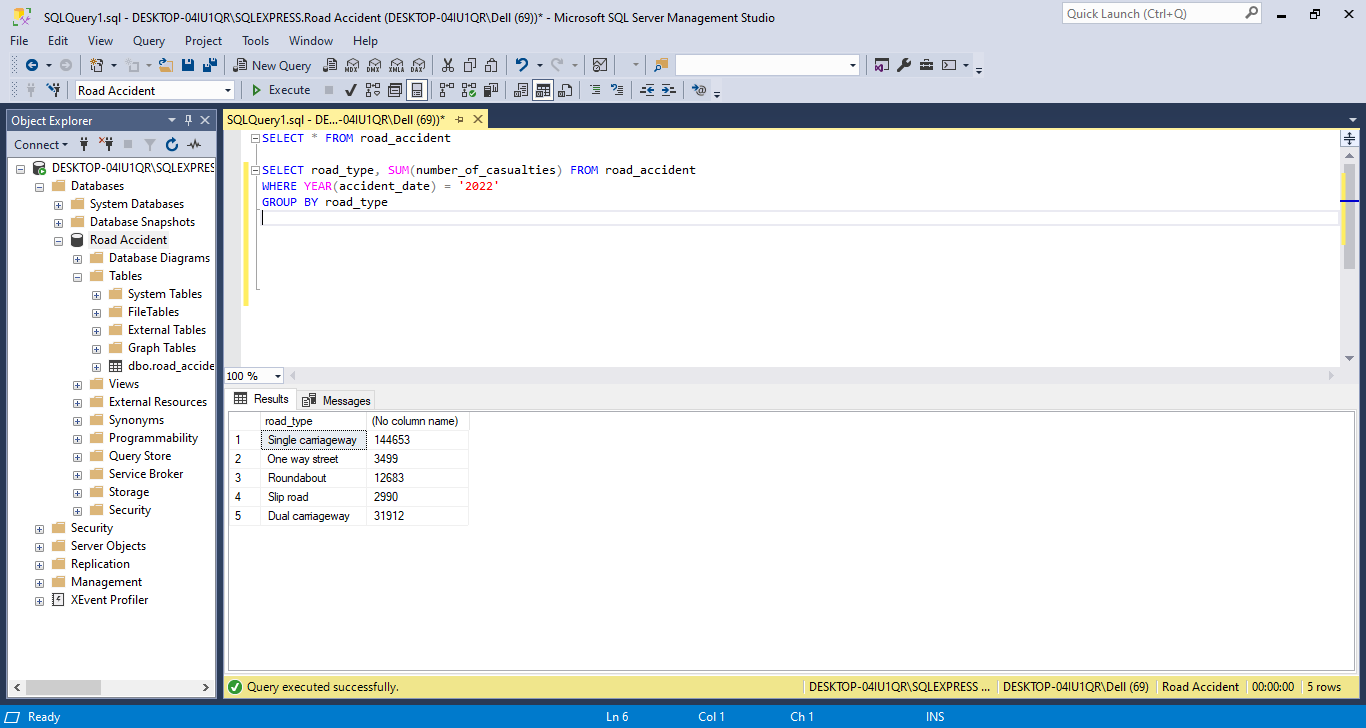 SQLQuery1.sql - DESKTOP-04IU1QR\SQLEXPRESS.Road Accident (DESKTOP-04IU1QR\Dell (69))* - Microsoft SQL Server Management Studio
Quick Launch (Ctrl+Q)
File Edit View Query Project Tools Window Help
New Query MDX DMX XMLA DAX
Road Accident Execute
Object Explorer
Connect
DESKTOP-04IU1QR\SQLEXPRES
Databases
System Databases
Database Snapshots
Road Accident
Database Diagrams
Tables
System Tables
FileTables
External Tables
Graph Tables
dbo.road_accide
Views
External Resources
Synonyms
Programmability
Query Store
Service Broker
Storage
Security
Security
Server Objects
Replication
Management
XEvent Profiler
SQLQuery1.sql - DE...-04IU1QR\Dell (69))*
SELECT * FROM road_accident
SELECT road_type, SUM(number_of_casualties) FROM road_accident
WHERE YEAR(accident_date) = '2022'
GROUP BY road_type
100 %
Results Messages
road_type (No column name)
1 Single carriageway 144653
2 One way street 3499
3 Roundabout 12683
4 Slip road 2990
5 Dual carriageway 31912
Query executed successfully. DESKTOP-04IU1QR\SQLEXPRESS ... DESKTOP-04IU1QR\Dell (69) Road Accident 00:00:00 5 rows
Ready Ln 6 Col 1 Ch 1 INS